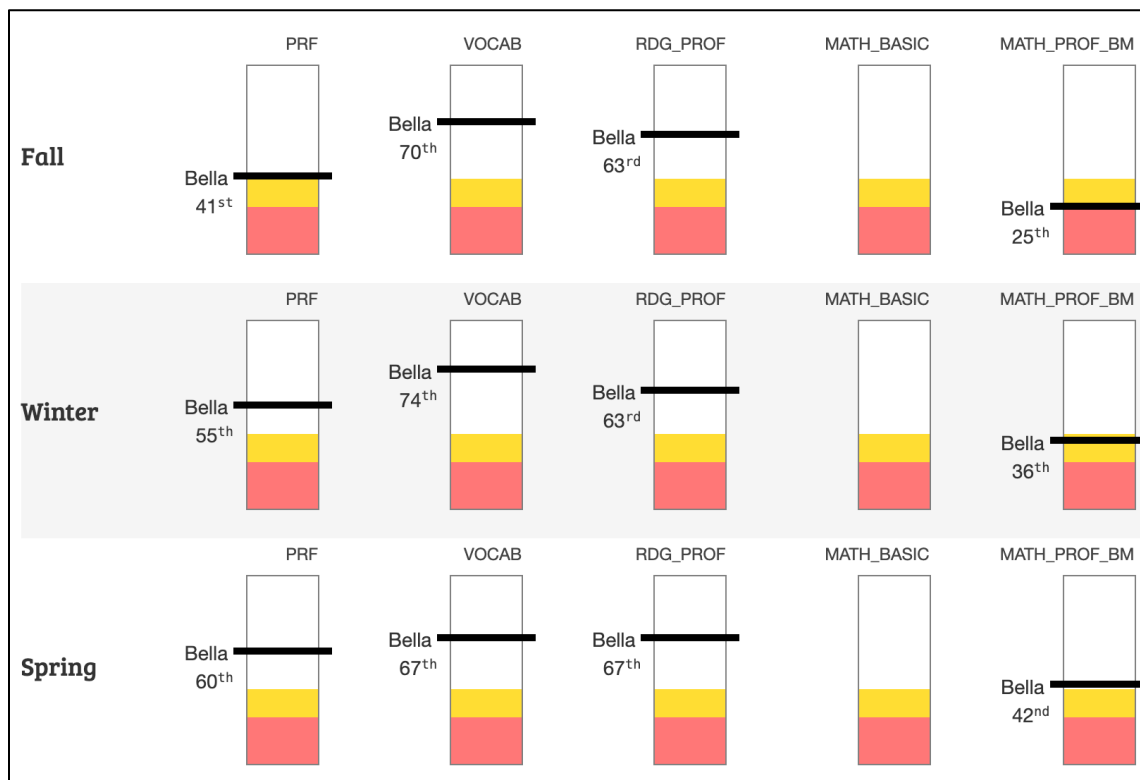 PRF VOCAB RDG_PROF MATH_BASIC MATH_PROF_BM
Fall
Bella
41st
Bella
70th
Bella
63rd
Bella
25th
PRF VOCAB RDG_PROF MATH_BASIC MATH_PROF_BM
Winter
Bella
55th
Bella
74th
Bella
63rd
Bella
36th
PRF VOCAB RDG_PROF MATH_BASIC MATH_PROF_BM
Spring
Bella
60th
Bella
67th
Bella
67th
Bella
42nd